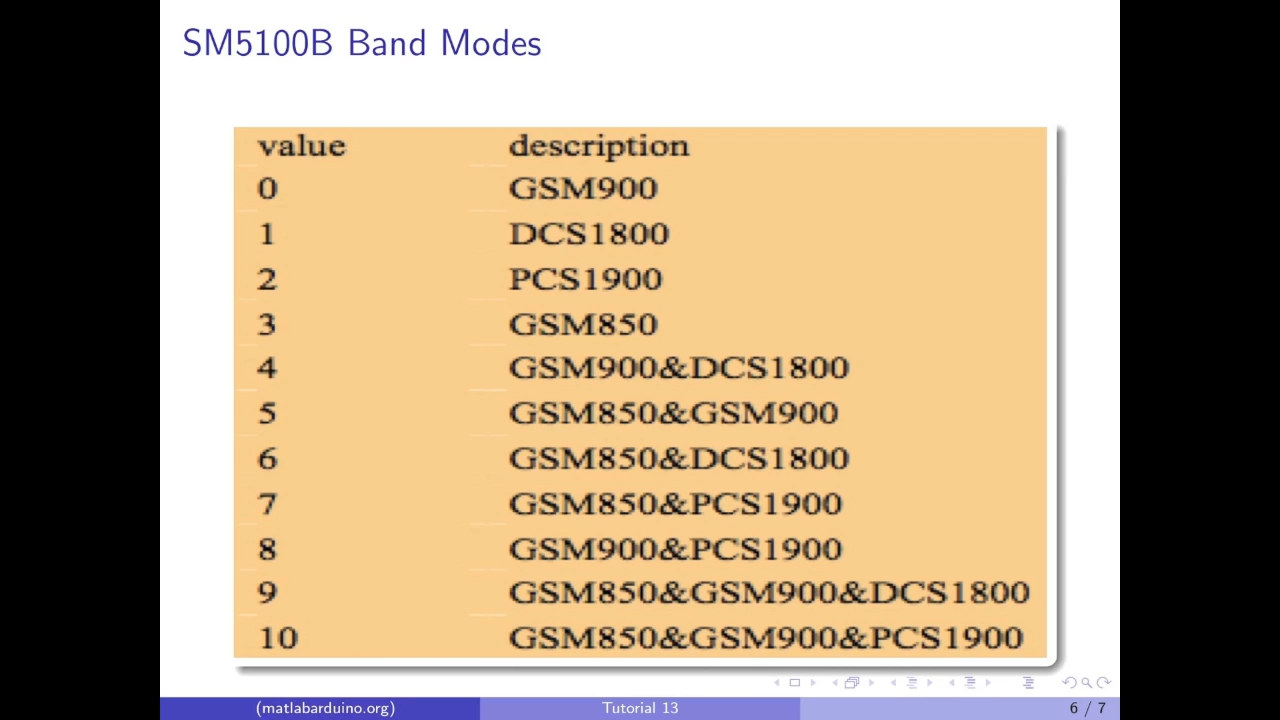 SM5100B Band Modes
value description
0 GSM900
1 DCS1800
2 PCS1900
3 GSM850
4 GSM900&DCS1800
5 GSM850&GSM900
6 GSM850&DCS1800
7 GSM850&PCS1900
8 GSM900&PCS1900
9 GSM850&GSM900&DCS1800
10 GSM850&GSM900&PCS1900
(matlabarduino.org) Tutorial 13 6 / 7